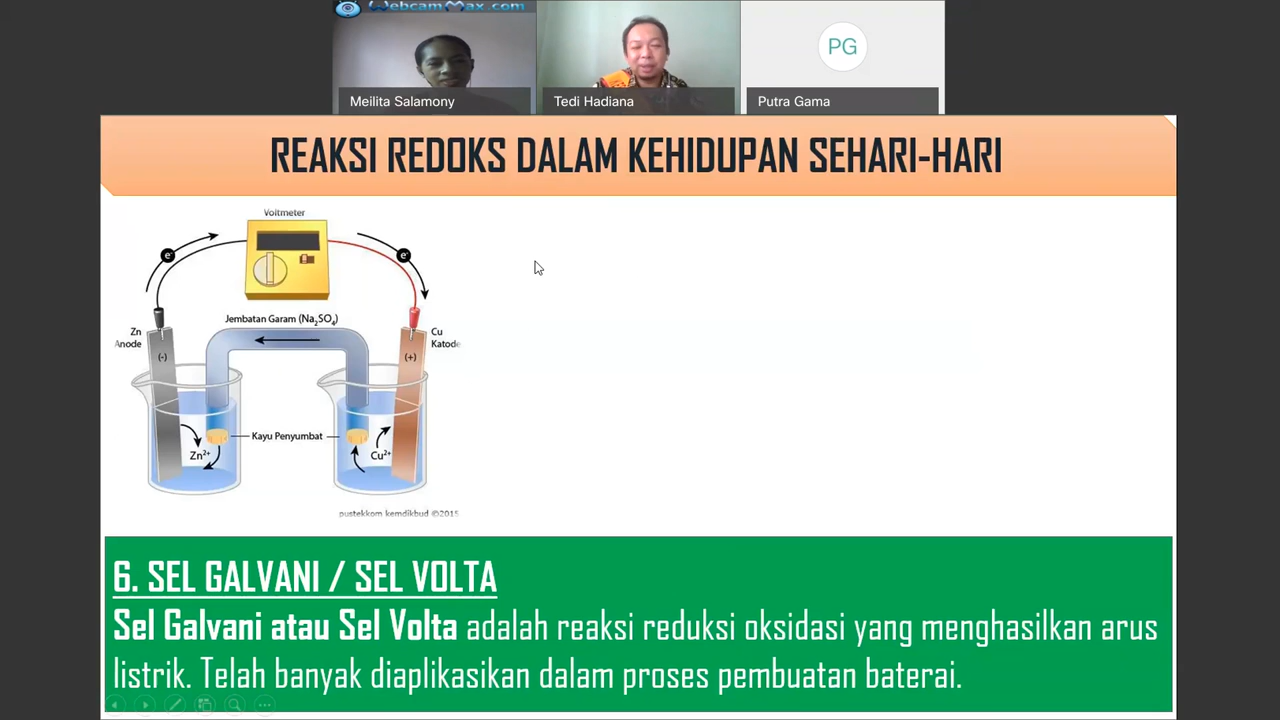 WebcamMax.com
Meilita Salamony
Tedi Hadiana
PG
Putra Gama
REAKSI REDOKS DALAM KEHIDUPAN SEHARI-HARI
Voltmeter
e⁻
e⁻
Jembatan Garam (Na₂SO₄)
Zn
Anode
Cu
Katode
(-)
(+)
Kayu Penyumbat
Zn²⁺
Cu²⁺
pustekkom kemdikbud ©2015
6. SEL GALVANI / SEL VOLTA
Sel Galvani atau Sel Volta adalah reaksi reduksi oksidasi yang menghasilkan arus
listrik. Telah banyak diaplikasikan dalam proses pembuatan baterai.